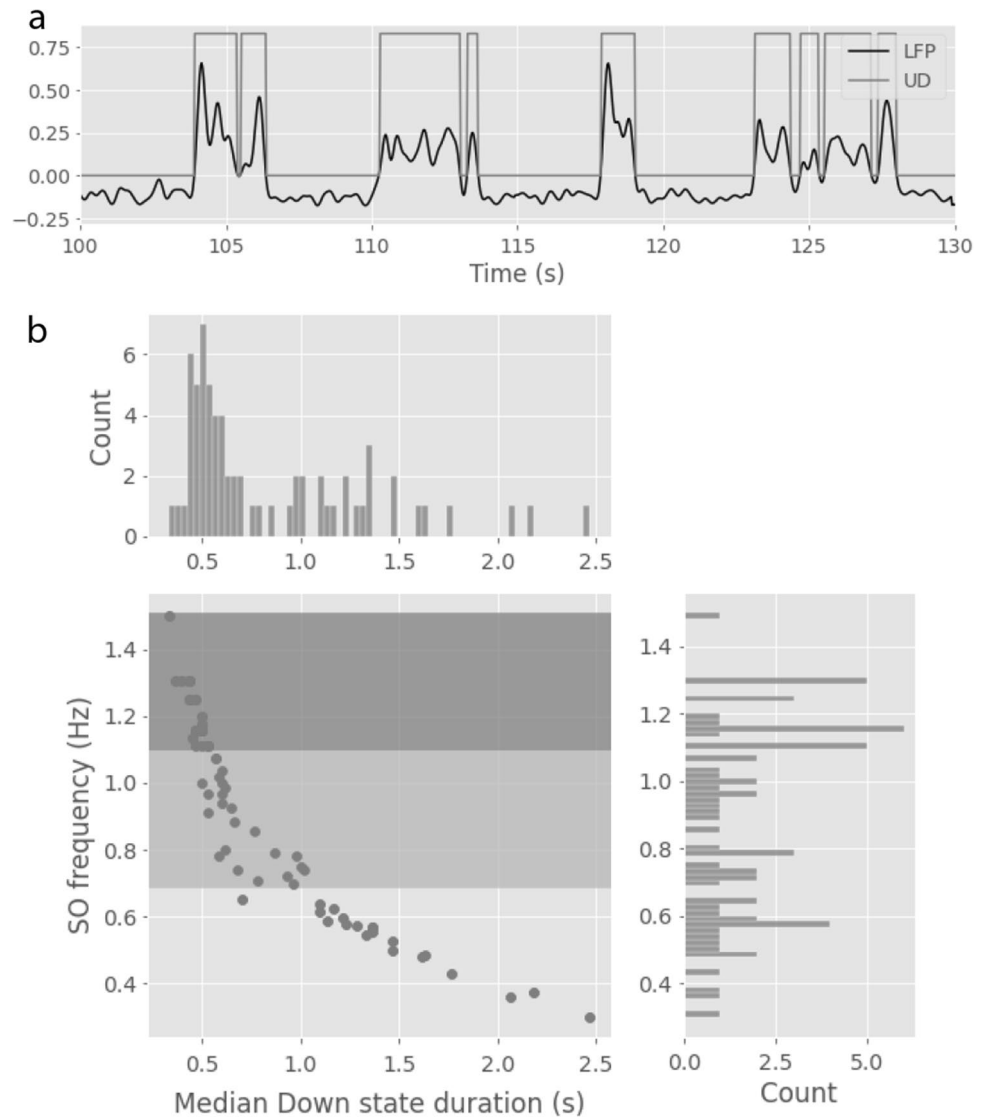 a
0.75
0.50
0.25
0.00
−0.25
LFP
UD
100 105 110 115 120 125 130
Time (s)
b
Count
6
4
2
0
0.5 1.0 1.5 2.0 2.5
SO frequency (Hz)
1.4
1.2
1.0
0.8
0.6
0.4
0.5 1.0 1.5 2.0 2.5
Median Down state duration (s)
1.4
1.2
1.0
0.8
0.6
0.4
0.0 2.5 5.0
Count